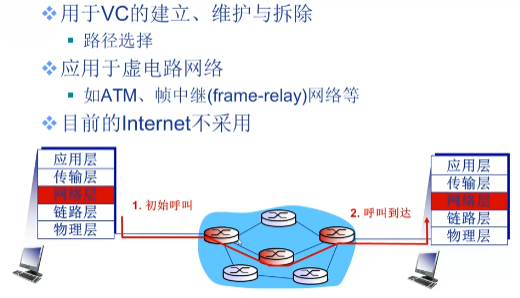 用于VC的建立、维护与拆除
路径选择
应用于虚电路网络
如ATM、帧中继(frame-relay)网络等
目前的Internet不采用
应用层
传输层
网络层
链路层
物理层
1. 初始呼叫
2. 呼叫到达
应用层
传输层
网络层
链路层
物理层